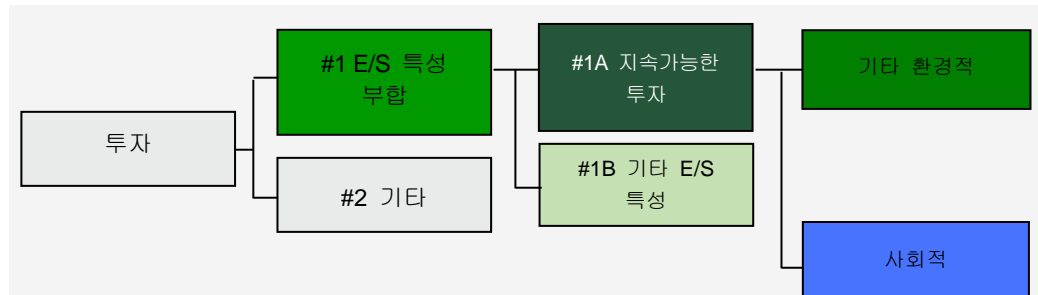 투자
#1 E/S 특성
부합
#2 기타
#1A 지속가능한
투자
#1B 기타 E/S
특성
기타 환경적
사회적